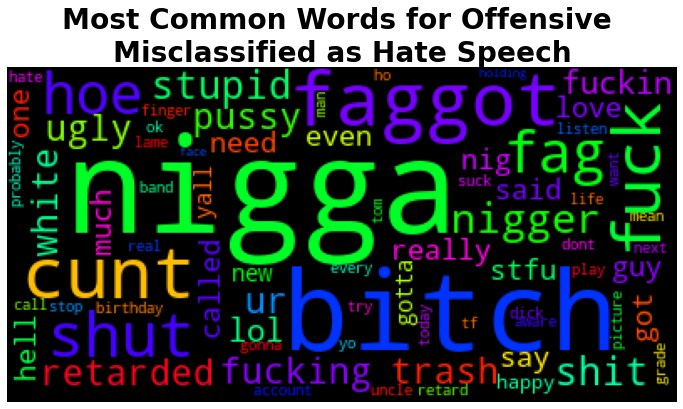 Most Common Words for Offensive
Misclassified as Hate Speech
hate
hoe
stupid
faggot
ho
holding
fuckin
one
finger
man
love
ugly
ok
lame
pussy
need
even
listen
fuck
probably
white
face
nigga
nig
fag
want
band
yall
tom
suck
said
life
mean
much
nigger
real
really
dont
next
cunt
called
new
every
gotta
stfu
play
guy
call
stop
birthday
ur
try
bitch
dick
aware
picture
got
hell
shut
lol
gonna
yo
today
tf
say
grade
retarded
fucking
trash
happy
shit
account
uncle
retard